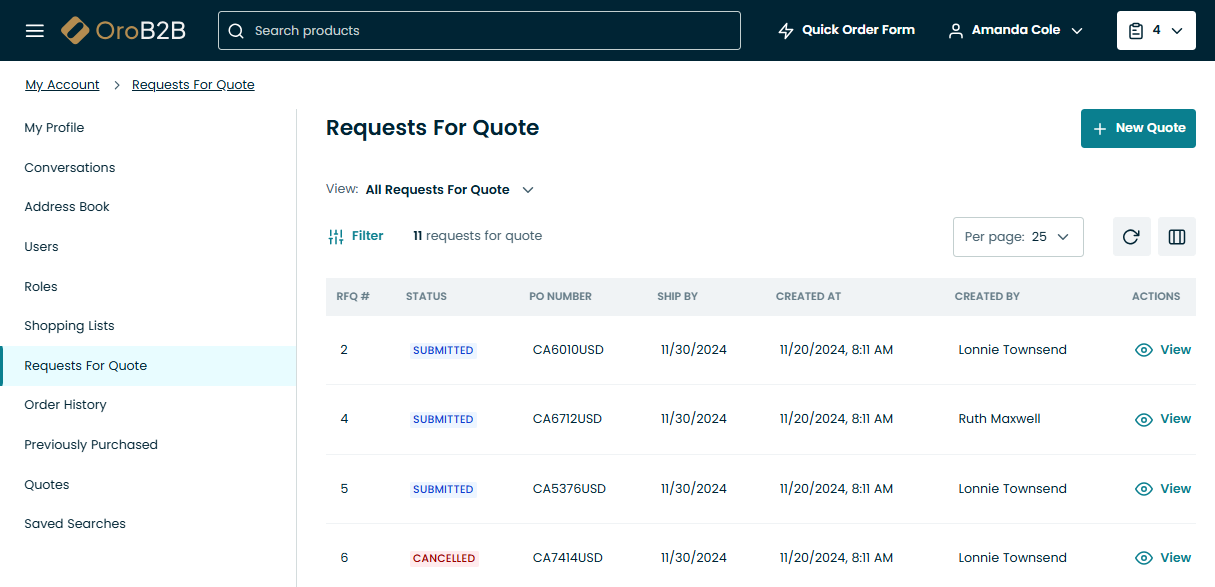 OroB2B
Search products
Quick Order Form
Amanda Cole
4
My Account > Requests For Quote
My Profile
Conversations
Address Book
Users
Roles
Shopping Lists
Requests For Quote
Order History
Previously Purchased
Quotes
Saved Searches
Requests For Quote
+ New Quote
View: All Requests For Quote
Filter
11 requests for quote
Per page: 25
RFQ # STATUS PO NUMBER SHIP BY CREATED AT CREATED BY ACTIONS
2 SUBMITTED CA6010USD 11/30/2024 11/20/2024, 8:11 AM Lonnie Townsend View
4 SUBMITTED CA6712USD 11/30/2024 11/20/2024, 8:11 AM Ruth Maxwell View
5 SUBMITTED CA5376USD 11/30/2024 11/20/2024, 8:11 AM Lonnie Townsend View
6 CANCELLED CA7414USD 11/30/2024 11/20/2024, 8:11 AM Lonnie Townsend View